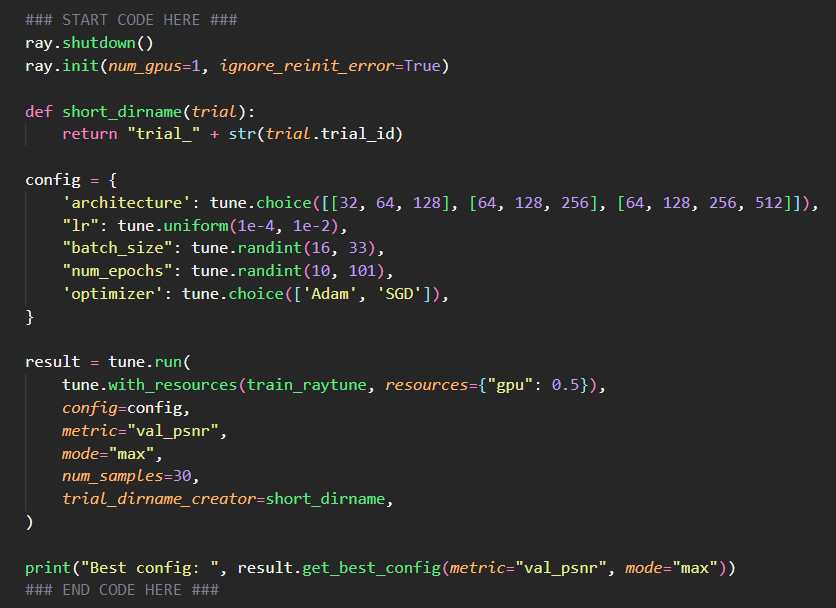 ### START CODE HERE ###
ray.shutdown()
ray.init(num_gpus=1, ignore_reinit_error=True)
def short_dirname(trial):
    return "trial_" + str(trial.trial_id)
config = {
    'architecture': tune.choice([[32, 64, 128], [64, 128, 256], [64, 128, 256, 512]]),
    "lr": tune.uniform(1e-4, 1e-2),
    "batch_size": tune.randint(16, 33),
    "num_epochs": tune.randint(10, 101),
    'optimizer': tune.choice(['Adam', 'SGD']),
}
result = tune.run(
    tune.with_resources(train_raytune, resources={"gpu": 0.5}),
    config=config,
    metric="val_psnr",
    mode="max",
    num_samples=30,
    trial_dirname_creator=short_dirname,
)
print("Best config: ", result.get_best_config(metric="val_psnr", mode="max"))
### END CODE HERE ###